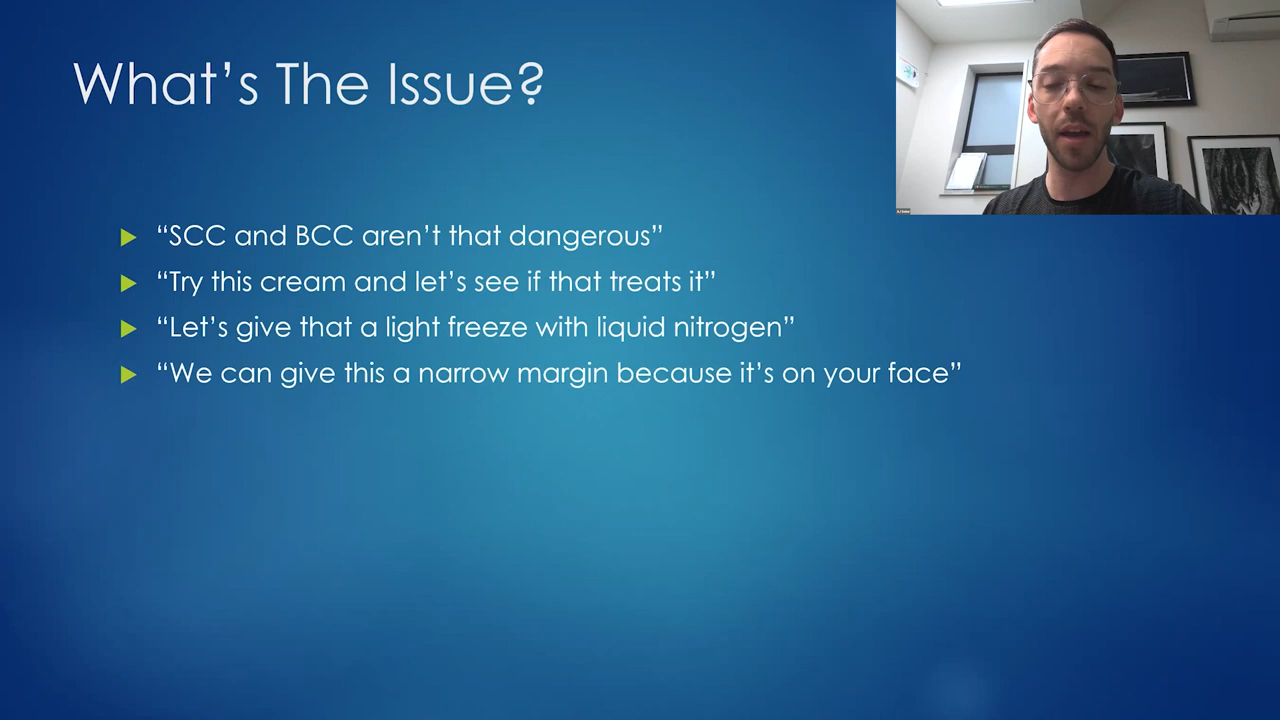 What’s The Issue?
“SCC and BCC aren’t that dangerous”
“Try this cream and let’s see if that treats it”
“Let’s give that a light freeze with liquid nitrogen”
“We can give this a narrow margin because it’s on your face”